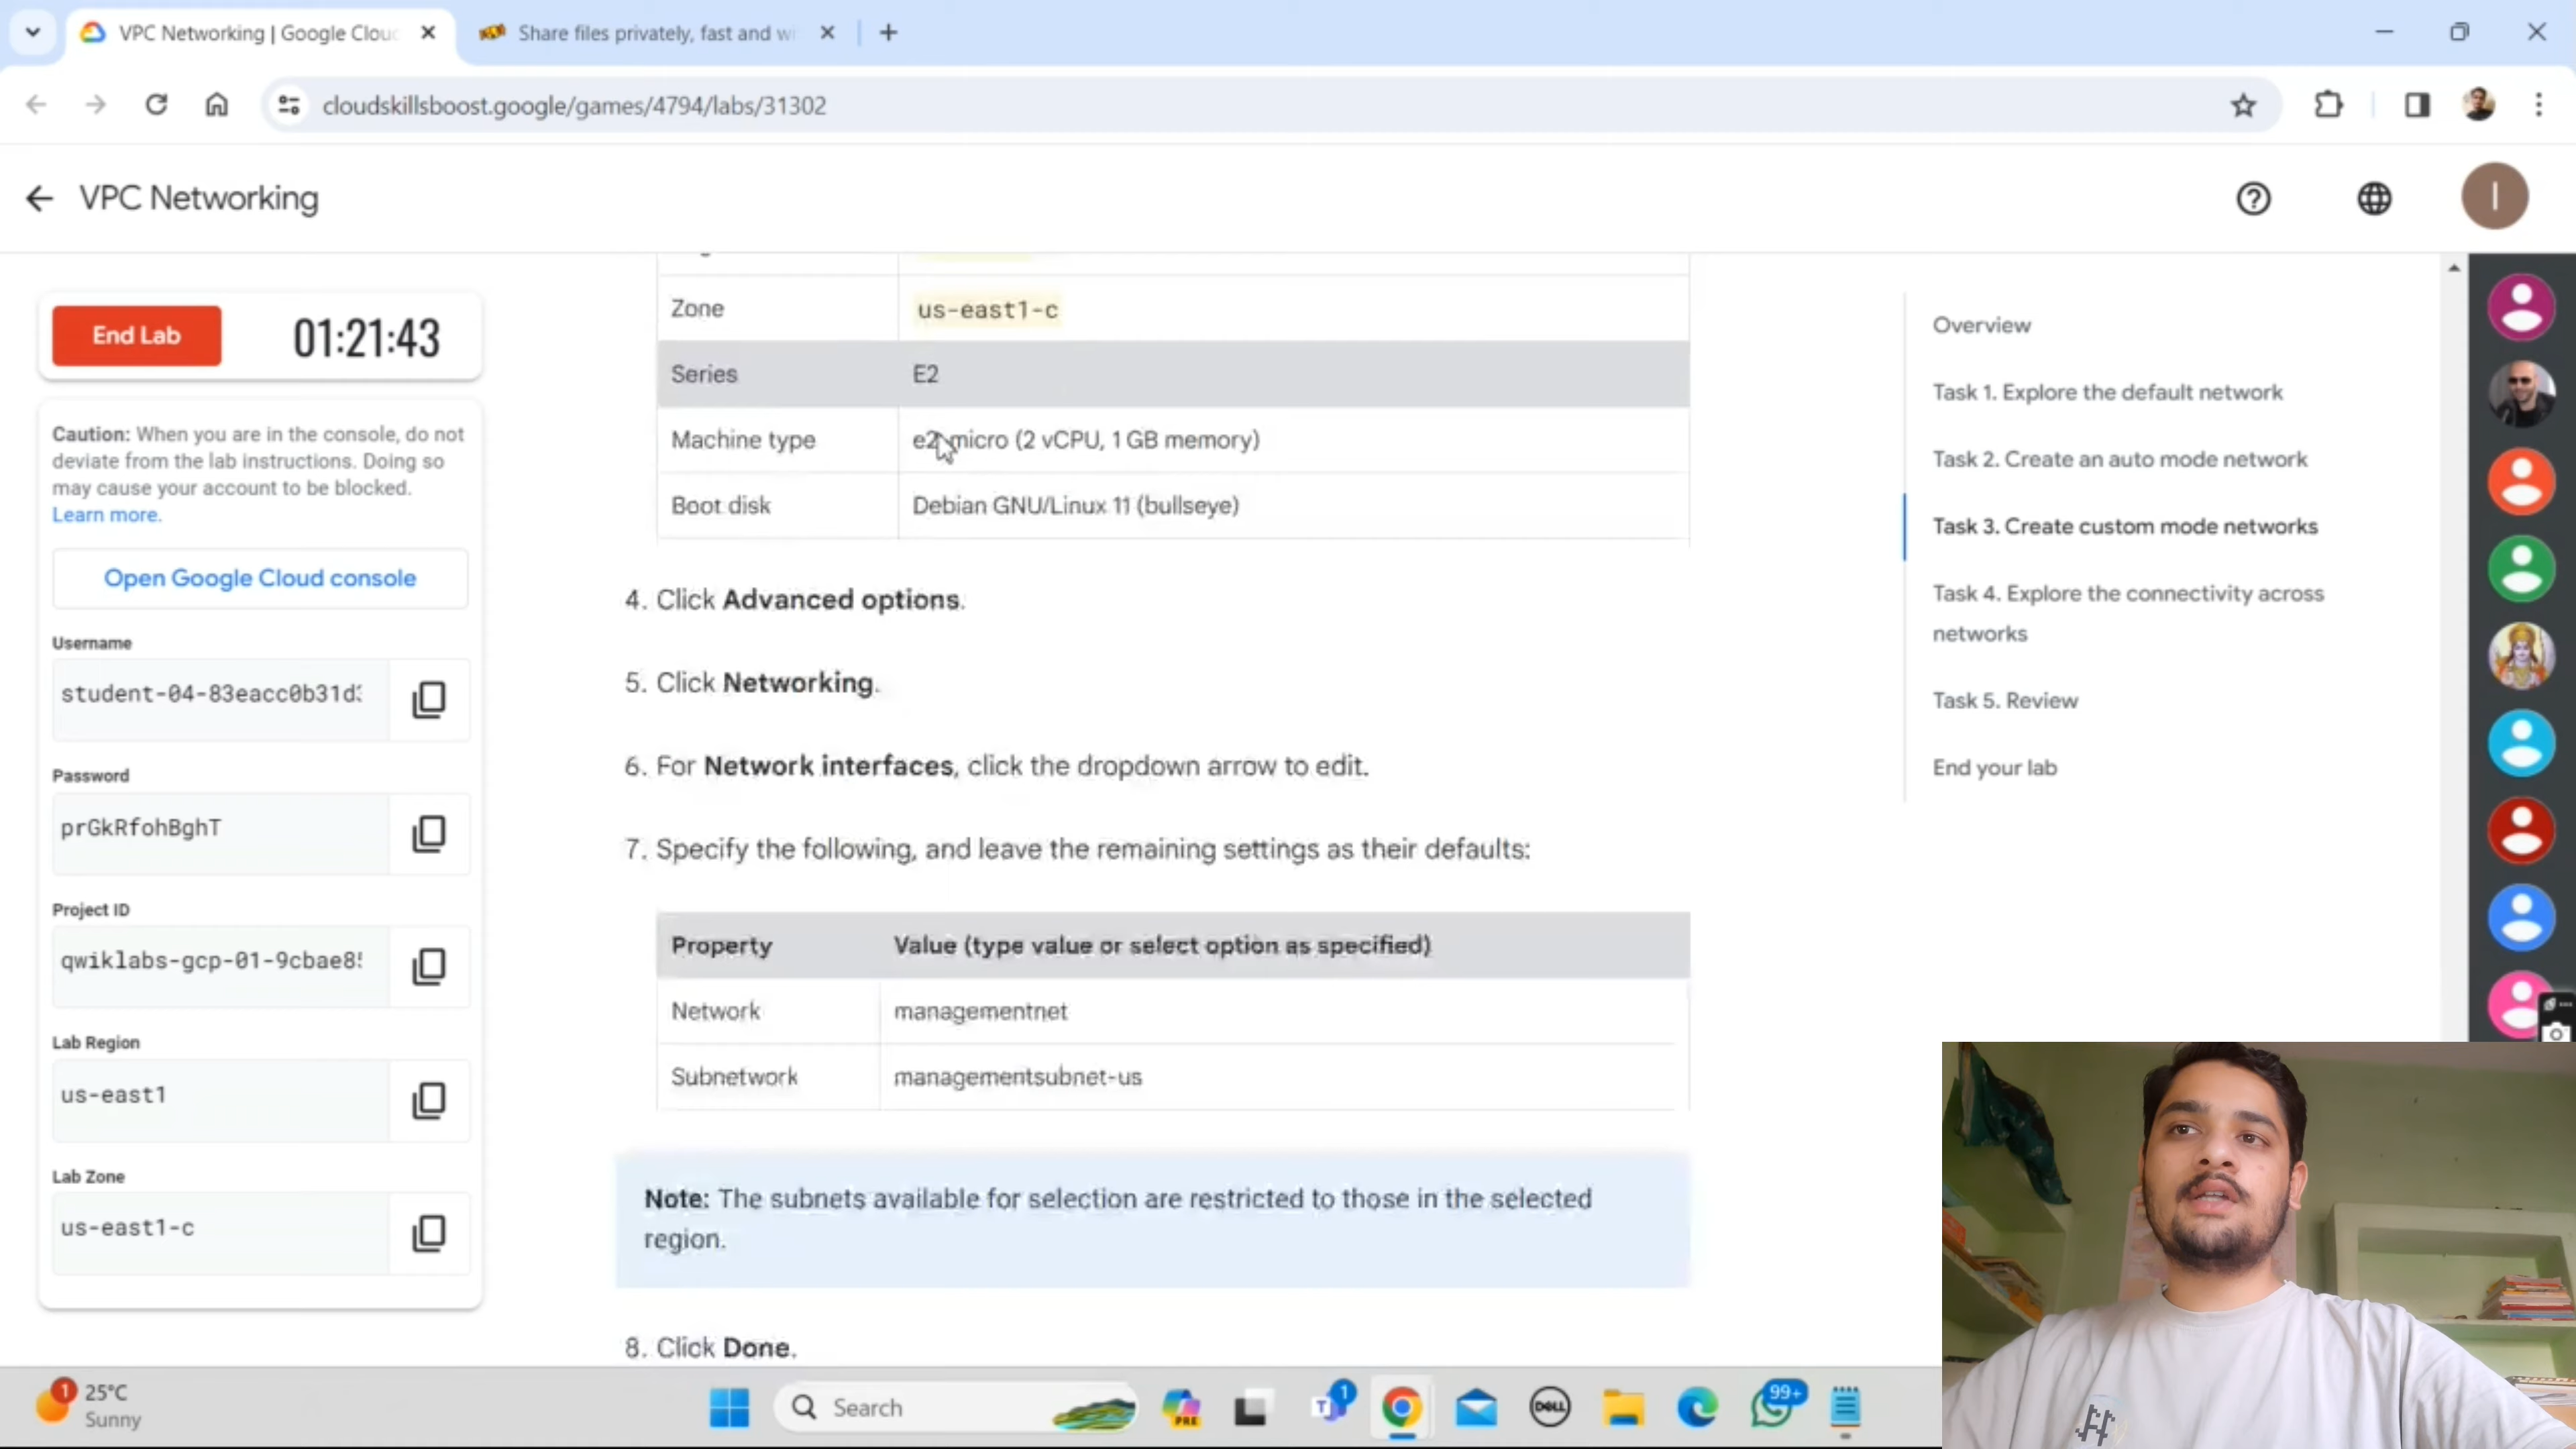 VPC Networking | Google Clou
Share files privately, fast and wi
cloudskillsboost.google/games/4794/labs/31302
VPC Networking
I
End Lab
01:21:43
Caution: When you are in the console, do not
deviate from the lab instructions. Doing so
may cause your account to be blocked.
Learn more.
Open Google Cloud console
Username
student-04-83eacc0b31d
Password
prGkRfohBghT
Project ID
qwiklabs-gcp-01-9cbae8
Lab Region
us-east1
Lab Zone
us-east1-c
Zone us-east1-c
Series E2
Machine type e2-micro (2 vCPU, 1 GB memory)
Boot disk Debian GNU/Linux 11 (bullseye)
4. Click Advanced options.
5. Click Networking.
6. For Network interfaces, click the dropdown arrow to edit.
7. Specify the following, and leave the remaining settings as their defaults:
Property Value (type value or select option as specified)
Network managementnet
Subnetwork managementsubnet-us
Note: The subnets available for selection are restricted to those in the selected
region.
8. Click Done.
Overview
Task 1. Explore the default network
Task 2. Create an auto mode network
Task 3. Create custom mode networks
Task 4. Explore the connectivity across
networks
Task 5. Review
End your lab
1
25°C
Sunny
Search
PRE
T
1
DELL
99+